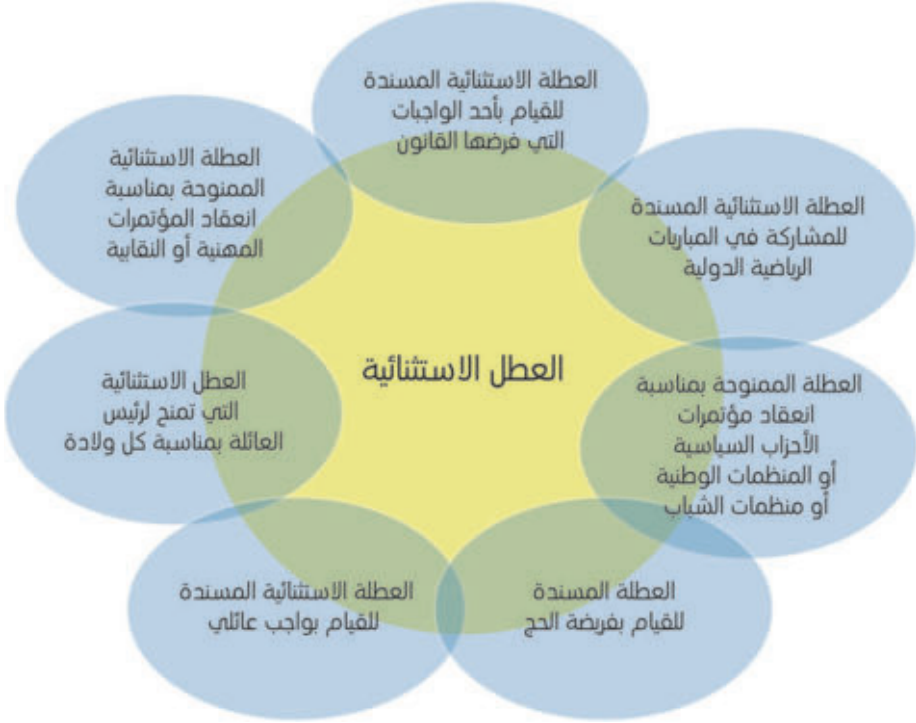 العطلة الاستثنائية المسندة
للقيام بأحد الواجبات
التي فرضها القانون
العطلة الاستثنائية المسندة
للمشاركة في المباريات
الرياضية الدولية
العطلة الممنوحة بمناسبة
انعقاد مؤتمرات
الأحزاب السياسية
أو المنظمات الوطنية
أو منظمات الشباب
العطلة المسندة
للقيام بفريضة الحج
العطلة الاستثنائية المسندة
للقيام بواجب عائلي
العطل الاستثنائية
التي تمنح لرئيس
العائلة بمناسبة كل ولادة
العطلة الاستثنائية
الممنوحة بمناسبة
انعقاد المؤتمرات
المهنية أو النقابية
العطل الاستثنائية